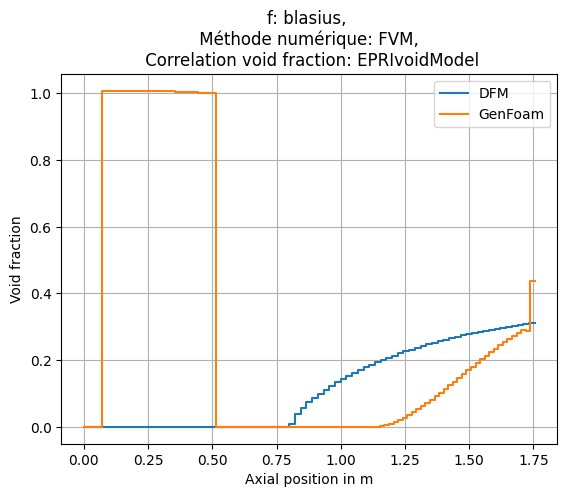 f: blasius,
Méthode numérique: FVM,
Correlation void fraction: EPRIvoidModel
DFM
GenFoam
1.0
0.8
0.6
0.4
0.2
0.0
Void fraction
0.00 0.25 0.50 0.75 1.00 1.25 1.50 1.75
Axial position in m